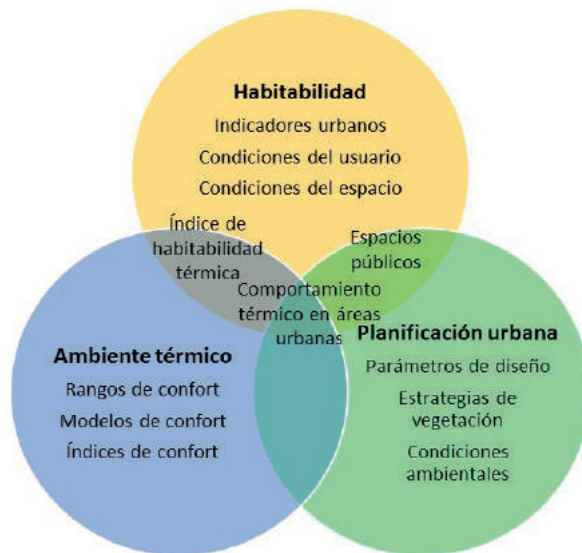 Habitabilidad
Indicadores urbanos
Condiciones del usuario
Condiciones del espacio
Índice de
habitabilidad
térmica
Espacios
públicos
Comportamiento
térmico en áreas
urbanas
Ambiente térmico
Rangos de confort
Modelos de confort
Índices de confort
Planificación urbana
Parámetros de diseño
Estrategias de
vegetación
Condiciones
ambientales